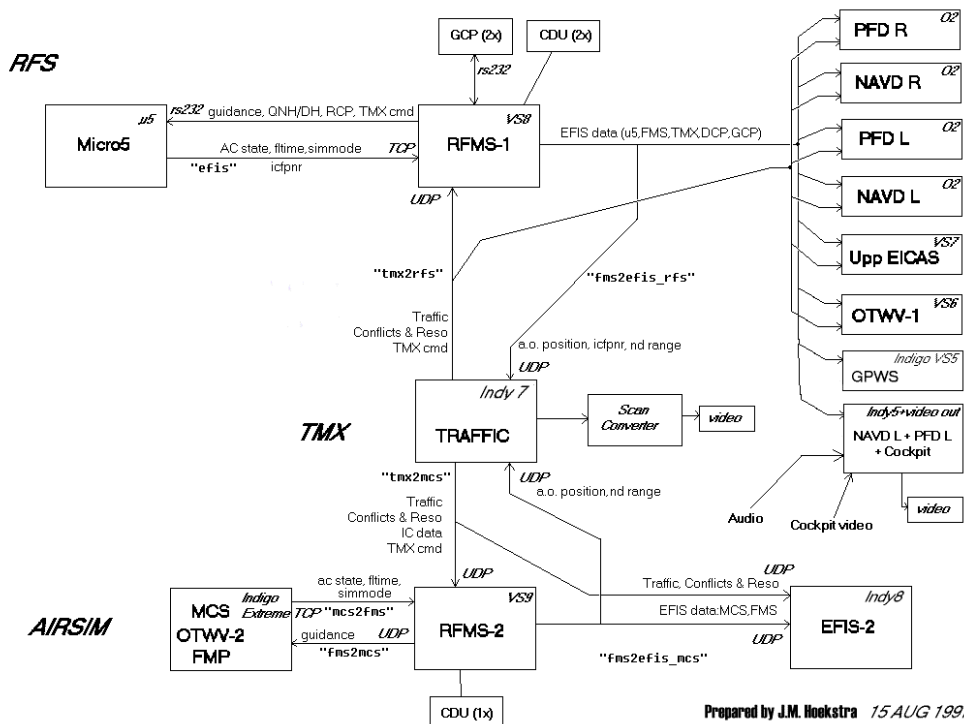 RFS
GCP (2x)
CDU (2x)
rs232
μ5
Micro5
rs232 guidance, QNH/DH, RCP, TMX cmd
AC state, fltime,simmode
TCP
"efis"
icfpnr
VS8
RFMS-1
UDP
EFIS data (u5,FMS,TMX,DCP,GCP)
O2
PFD R
O2
NAVD R
O2
PFD L
O2
NAVD L
VS7
Upp EICAS
VS6
OTWV-1
Indigo VS5
GPWS
Indy5+video out
NAVD L + PFD L
+ Cockpit
Audio
Cockpit video
video
"tmx2rfs"
"fms2efis_rfs"
Traffic
Conflicts & Reso
TMX cmd
a.o. position, icfpnr, nd range
UDP
TMX
Indy 7
TRAFFIC
Scan
Converter
video
"tmx2mcs"
UDP
a.o. position, nd range
Traffic
Conflicts & Reso
IC data
TMX cmd
UDP
UDP
Traffic, Conflicts & Reso
AIRSIM
Indigo
Extreme
MCS
OTWV-2
FMP
ac state, fltime,
simmode
TCP "mcs2fms"
guidance
UDP
"fms2mcs"
VS9
RFMS-2
EFIS data:MCS,FMS
UDP
"fms2efis_mcs"
Indy8
EFIS-2
CDU (1x)
Prepared by J.M. Hoekstra 15 AUG 199